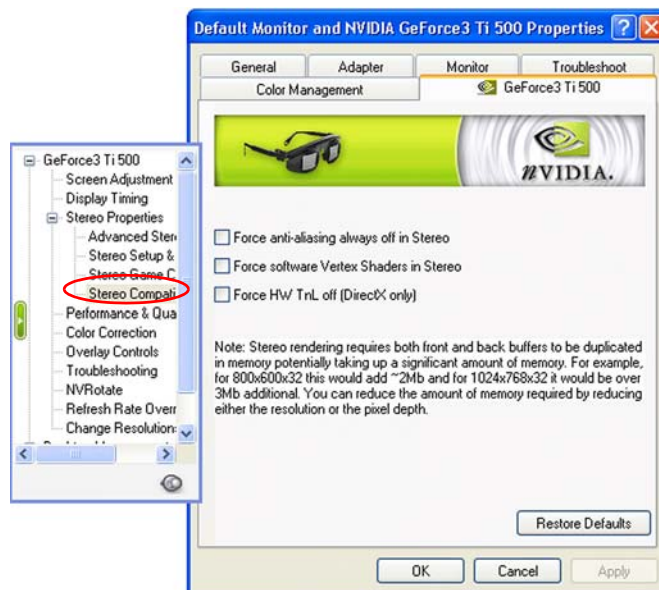 Default Monitor and NVIDIA GeForce3 Ti 500 Properties
General Adapter Monitor Troubleshoot
Color Management GeForce3 Ti 500
nVIDIA.
GeForce3 Ti 500
Screen Adjustment
Display Timing
Stereo Properties
Advanced Ster
Stereo Setup &
Stereo Game C
Stereo Compati
Performance & Qua
Color Correction
Overlay Controls
Troubleshooting
NVRotate
Refresh Rate Overr
Change Resolution
Force anti-aliasing always off in Stereo
Force software Vertex Shaders in Stereo
Force HW TnL off (DirectX only)
Note: Stereo rendering requires both front and back buffers to be duplicated
in memory potentially taking up a significant amount of memory. For example,
for 800x600x32 this would add ~2Mb and for 1024x768x32 it would be over
3Mb additional. You can reduce the amount of memory required by reducing
either the resolution or the pixel depth.
Restore Defaults
OK Cancel Apply